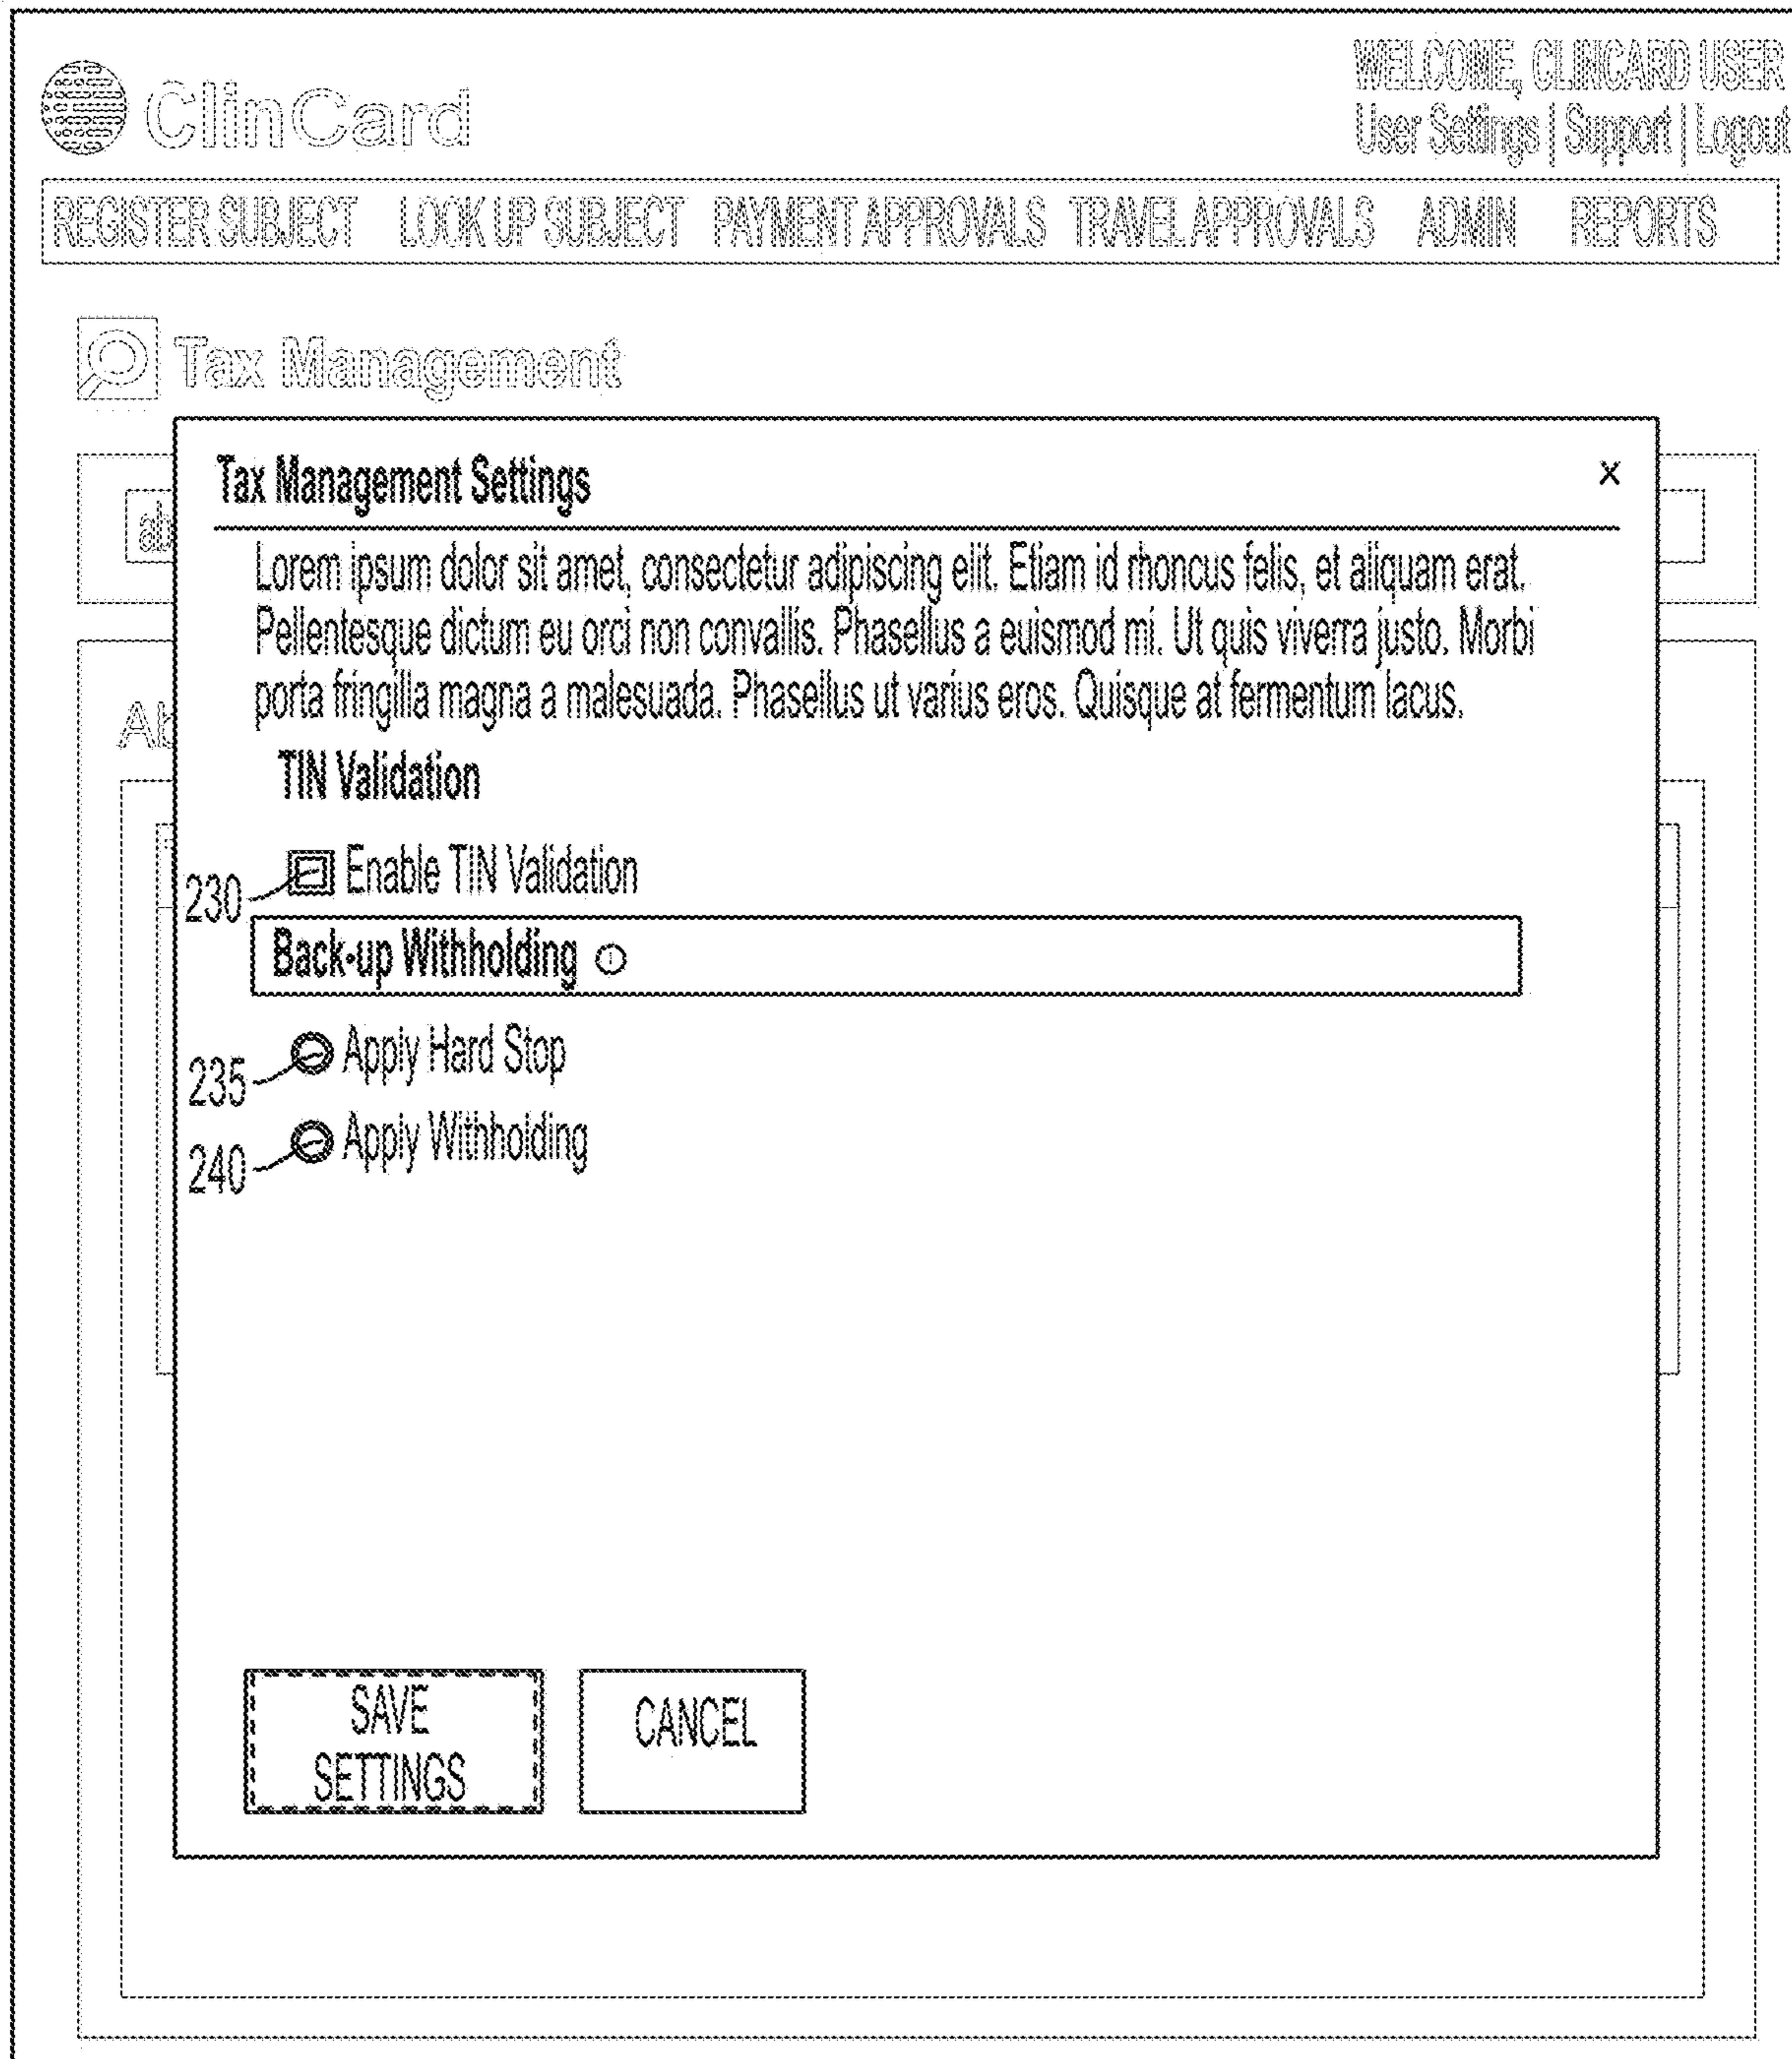 ClinCard
WELCOME, CLINCARD USER
User Settings | Support | Logout
REGISTER SUBJECT LOOK UP SUBJECT PAYMENT APPROVALS TRAVEL APPROVALS ADMIN REPORTS
Tax Management
Tax Management Settings X
Lorem ipsum dolor sit amet, consectetur adipiscing elit. Etiam id rhoncus felis, et aliquam erat.
Pellentesque dictum eu orci non convallis. Phasellus a euismod mi. Ut quis viverra justo. Morbi
porta fringilla magna a malesuada. Phasellus ut varius eros. Quisque at fermentum lacus.
TIN Validation
230 Enable TIN Validation
Back-up Withholding
235 Apply Hard Stop
240 Apply Withholding
SAVE
SETTINGS
CANCEL